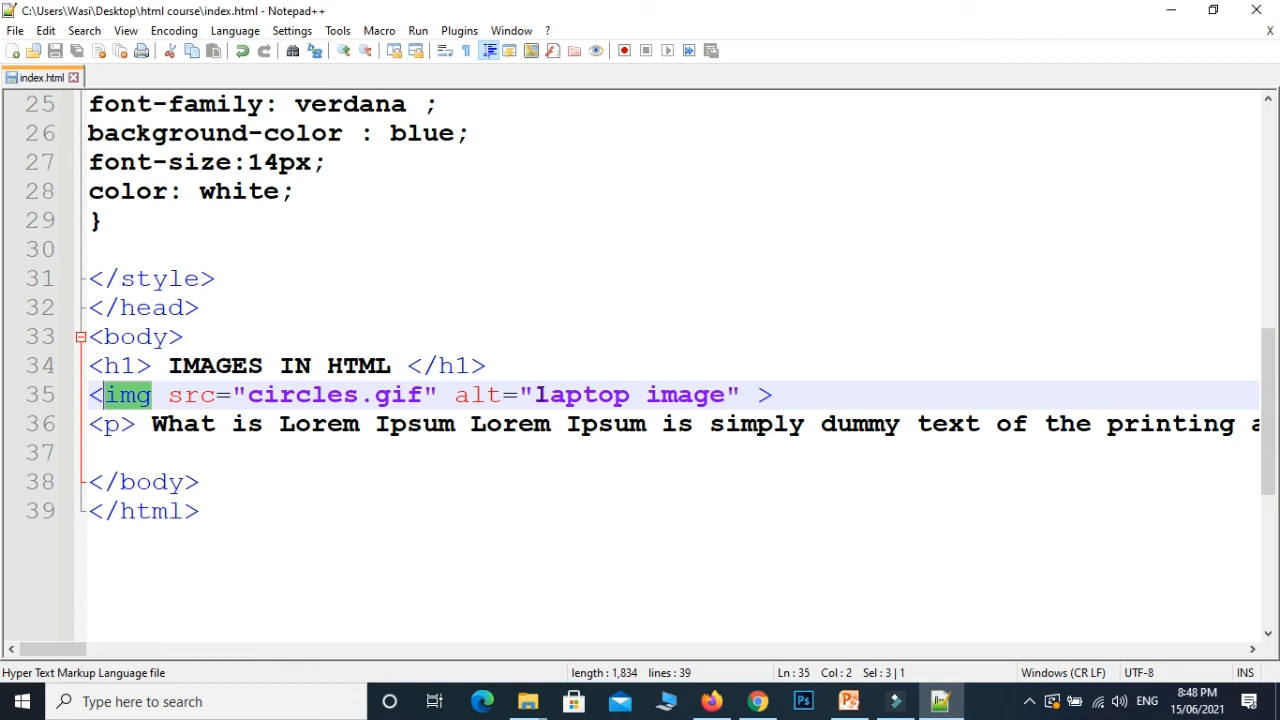 C:\Users\Wasi\Desktop\html course\index.html - Notepad++
File Edit Search View Encoding Language Settings Tools Macro Run Plugins Window ? X
index.html
25 font-family: verdana ;
26 background-color : blue;
27 font-size:14px;
28 color: white;
29 }
30
31 </style>
32 </head>
33 <body>
34 <h1> IMAGES IN HTML </h1>
35 <img src="circles.gif" alt="laptop image" >
36 <p> What is Lorem Ipsum Lorem Ipsum is simply dummy text of the printing a
37
38 </body>
39 </html>
Hyper Text Markup Language file length : 1,834 lines : 39 Ln : 35 Col : 2 Sel : 3 | 1 Windows (CR LF) UTF-8 INS
Type here to search ENG 8:48 PM
15/06/2021